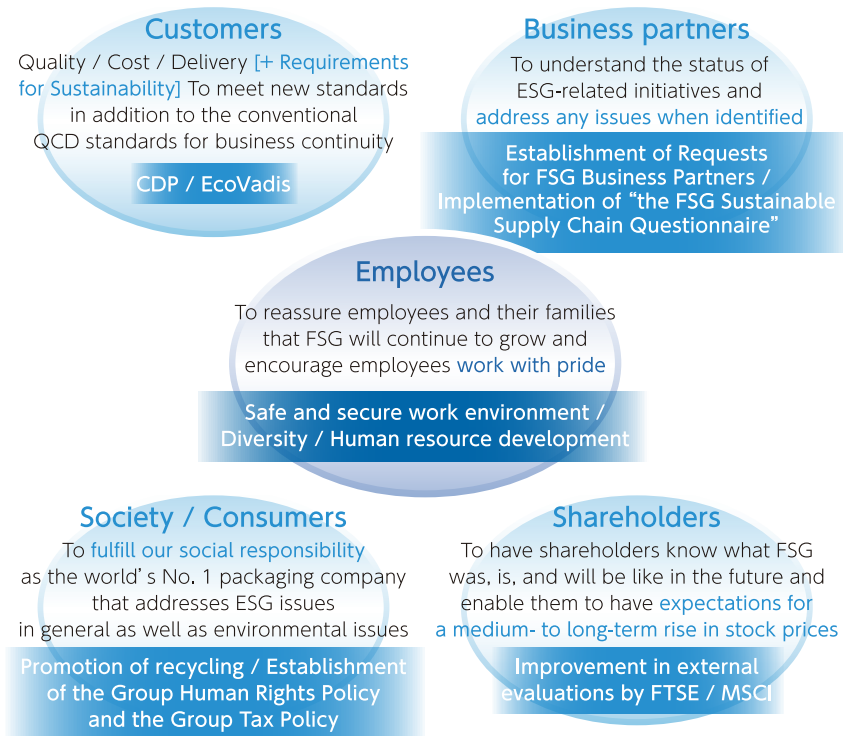 Customers
Quality / Cost / Delivery [+ Requirements
for Sustainability] To meet new standards
in addition to the conventional
QCD standards for business continuity
CDP / EcoVadis
Business partners
To understand the status of
ESG-related initiatives and
address any issues when identified
Establishment of Requests
for FSG Business Partners /
Implementation of “the FSG Sustainable
Supply Chain Questionnaire”
Employees
To reassure employees and their families
that FSG will continue to grow and
encourage employees work with pride
Safe and secure work environment /
Diversity / Human resource development
Society / Consumers
To fulfill our social responsibility
as the world’s No. 1 packaging company
that addresses ESG issues
in general as well as environmental issues
Promotion of recycling / Establishment
of the Group Human Rights Policy
and the Group Tax Policy
Shareholders
To have shareholders know what FSG
was, is, and will be like in the future and
enable them to have expectations for
a medium- to long-term rise in stock prices
Improvement in external
evaluations by FTSE / MSCI